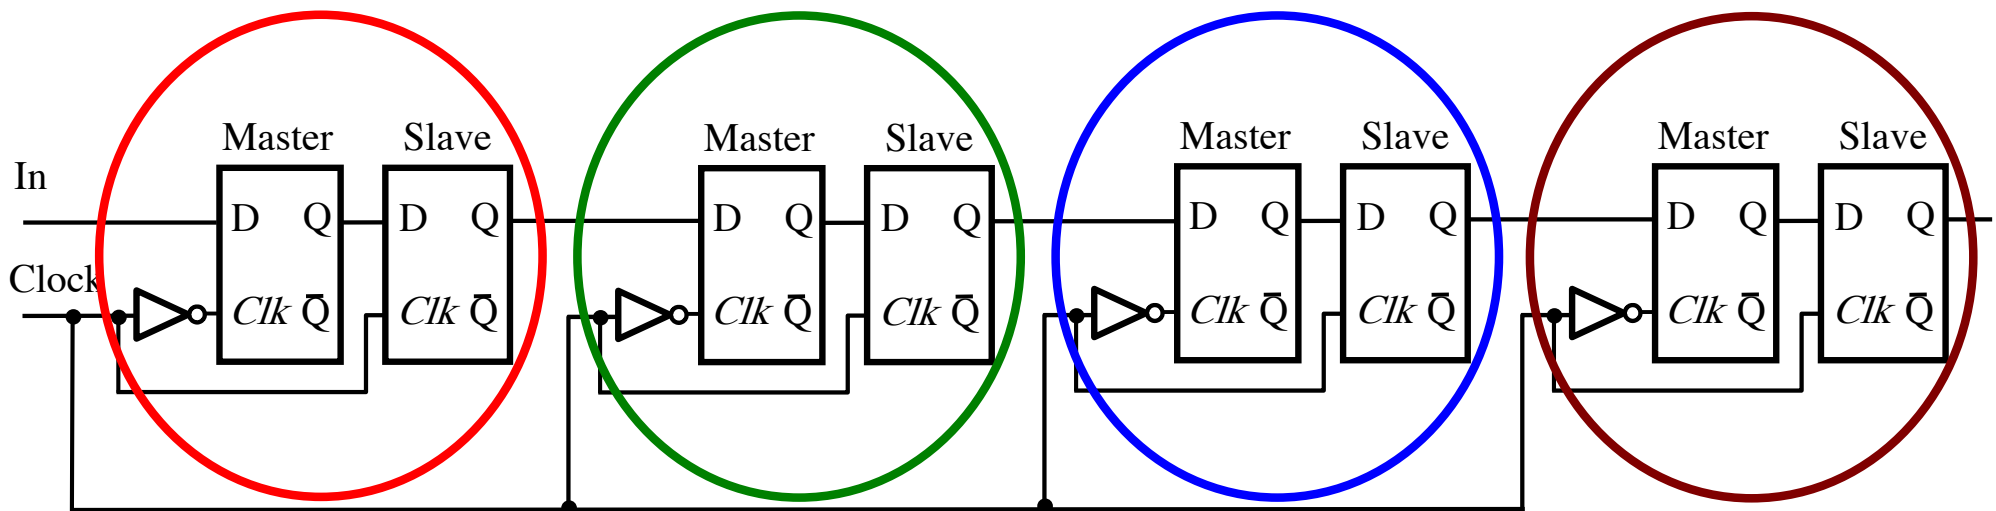 Master Slave Master Slave Master Slave Master Slave
In
D Q D Q D Q D Q D Q D Q D Q D Q
Clock
Clk Q̅ Clk Q̅ Clk Q̅ Clk Q̅ Clk Q̅ Clk Q̅ Clk Q̅ Clk Q̅